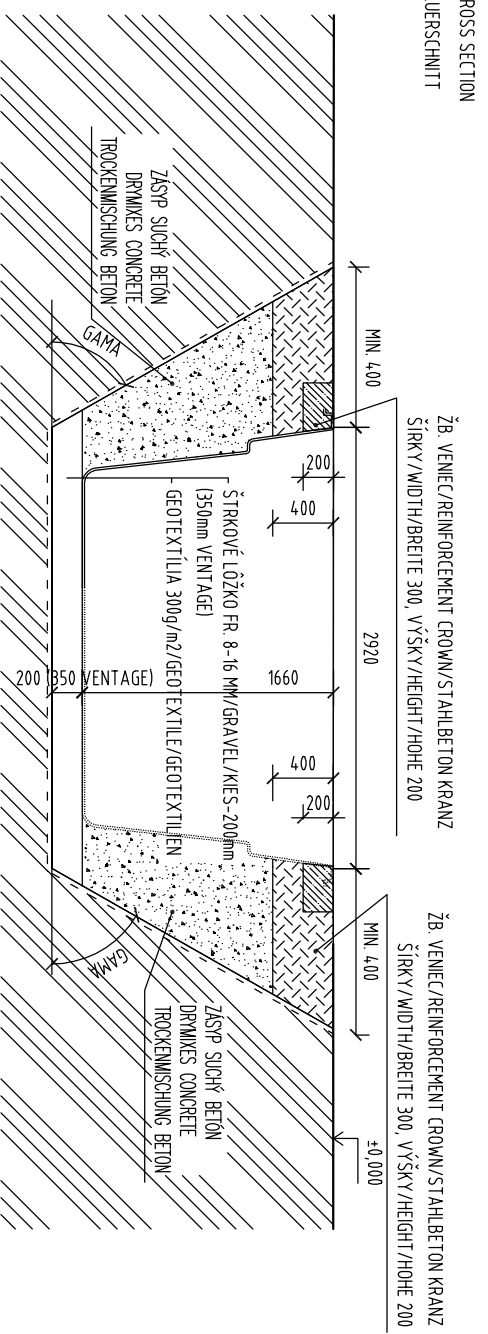 ROSS SECTION
UERSCHNITT
ŽB. VENIEC/REINFORCEMENT CROWN/STAHLBETON KRANZ
ŠÍRKY/WIDTH/BREITE 300, VÝŠKY/HEIGHT/HOHE 200
ŽB. VENIEC/REINFORCEMENT CROWN/STAHLBETON KRANZ
ŠÍRKY/WIDTH/BREITE 300, VÝŠKY/HEIGHT/HOHE 200
MIN. 400
2920
MIN. 400
±0,000
200
400
400
200
1660
200 (350 VENTAGE)
ŠTRKOVÉ LÔŽKO FR. 8-16 MM/GRAVEL/KIES-200mm
(350mm VENTAGE)
GEOTEXTÍLIA 300g/m2/GEOTEXTILE/GEOTEXTILIEN
GAMA
GAMA
ZÁSYP SUCHÝ BETÓN
DRYMIXES CONCRETE
TROCKENMISCHUNG BETON
ZÁSYP SUCHÝ BETÓN
DRYMIXES CONCRETE
TROCKENMISCHUNG BETON